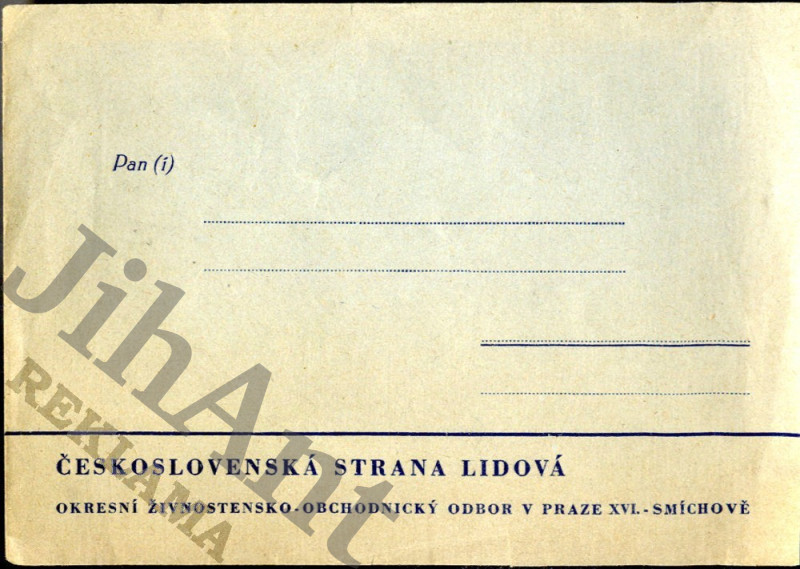 Pan (í)
ČESKOSLOVENSKÁ STRANA LIDOVÁ
OKRESNÍ ŽIVNOSTENSKO-OBCHODNICKÝ ODBOR V PRAZE XVI.-SMÍCHOVĚ
JihAnt
REKLAMA